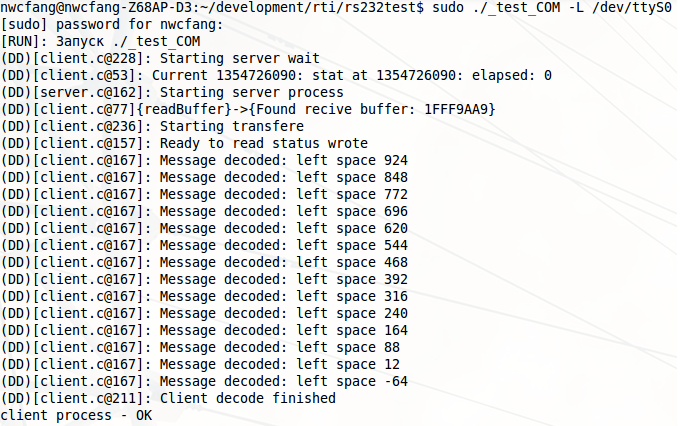 nwcfang@nwcfang-Z68AP-D3:~/development/rti/rs232test$ sudo ./_test_COM -L /dev/ttyS0
[sudo] password for nwcfang:
[RUN]: Запуск ./_test_COM
(DD)[client.c@228]: Starting server wait
(DD)[client.c@53]: Current 1354726090: stat at 1354726090: elapsed: 0
(DD)[server.c@162]: Starting server process
(DD)[client.c@77]{readBuffer}->{Found recive buffer: 1FFF9AA9}
(DD)[client.c@236]: Starting transfere
(DD)[client.c@157]: Ready to read status wrote
(DD)[client.c@167]: Message decoded: left space 924
(DD)[client.c@167]: Message decoded: left space 848
(DD)[client.c@167]: Message decoded: left space 772
(DD)[client.c@167]: Message decoded: left space 696
(DD)[client.c@167]: Message decoded: left space 620
(DD)[client.c@167]: Message decoded: left space 544
(DD)[client.c@167]: Message decoded: left space 468
(DD)[client.c@167]: Message decoded: left space 392
(DD)[client.c@167]: Message decoded: left space 316
(DD)[client.c@167]: Message decoded: left space 240
(DD)[client.c@167]: Message decoded: left space 164
(DD)[client.c@167]: Message decoded: left space 88
(DD)[client.c@167]: Message decoded: left space 12
(DD)[client.c@167]: Message decoded: left space -64
(DD)[client.c@211]: Client decode finished
client process - OK